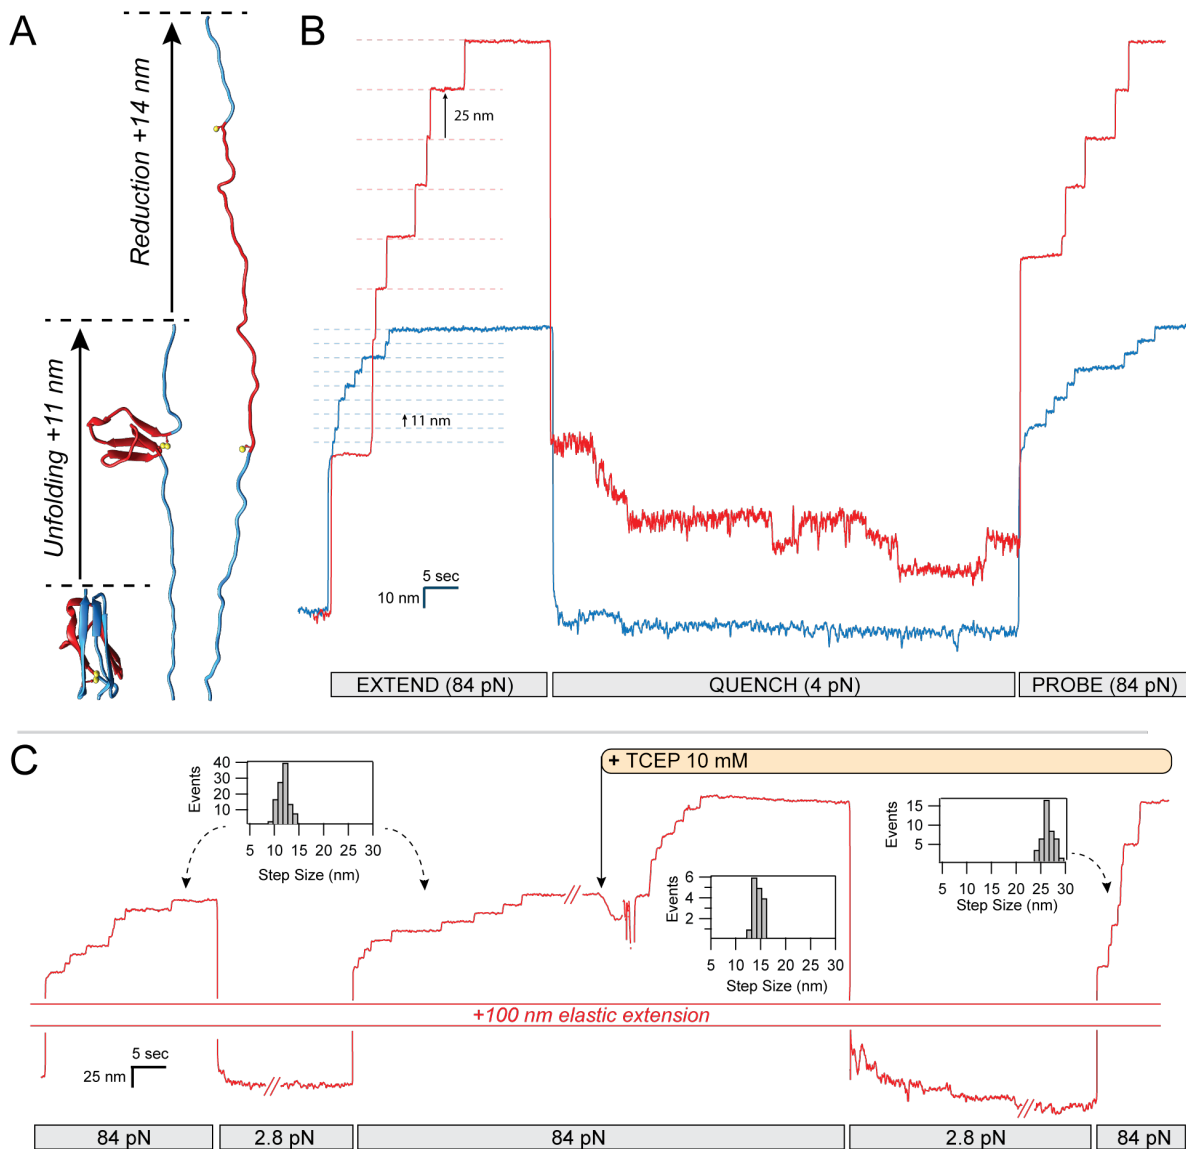 A
Reduction +14 nm
Unfolding +11 nm
B
25 nm
11 nm
5 sec
10 nm
EXTEND (84 pN)
QUENCH (4 pN)
PROBE (84 pN)
C
+ TCEP 10 mM
40
30
20
10
Events
5 10 15 20 25 30
Step Size (nm)
6
4
2
Events
5 10 15 20 25 30
Step Size (nm)
15
10
5
Events
5 10 15 20 25 30
Step Size (nm)
+100 nm elastic extension
5 sec
25 nm
84 pN
2.8 pN
84 pN
2.8 pN
84 pN